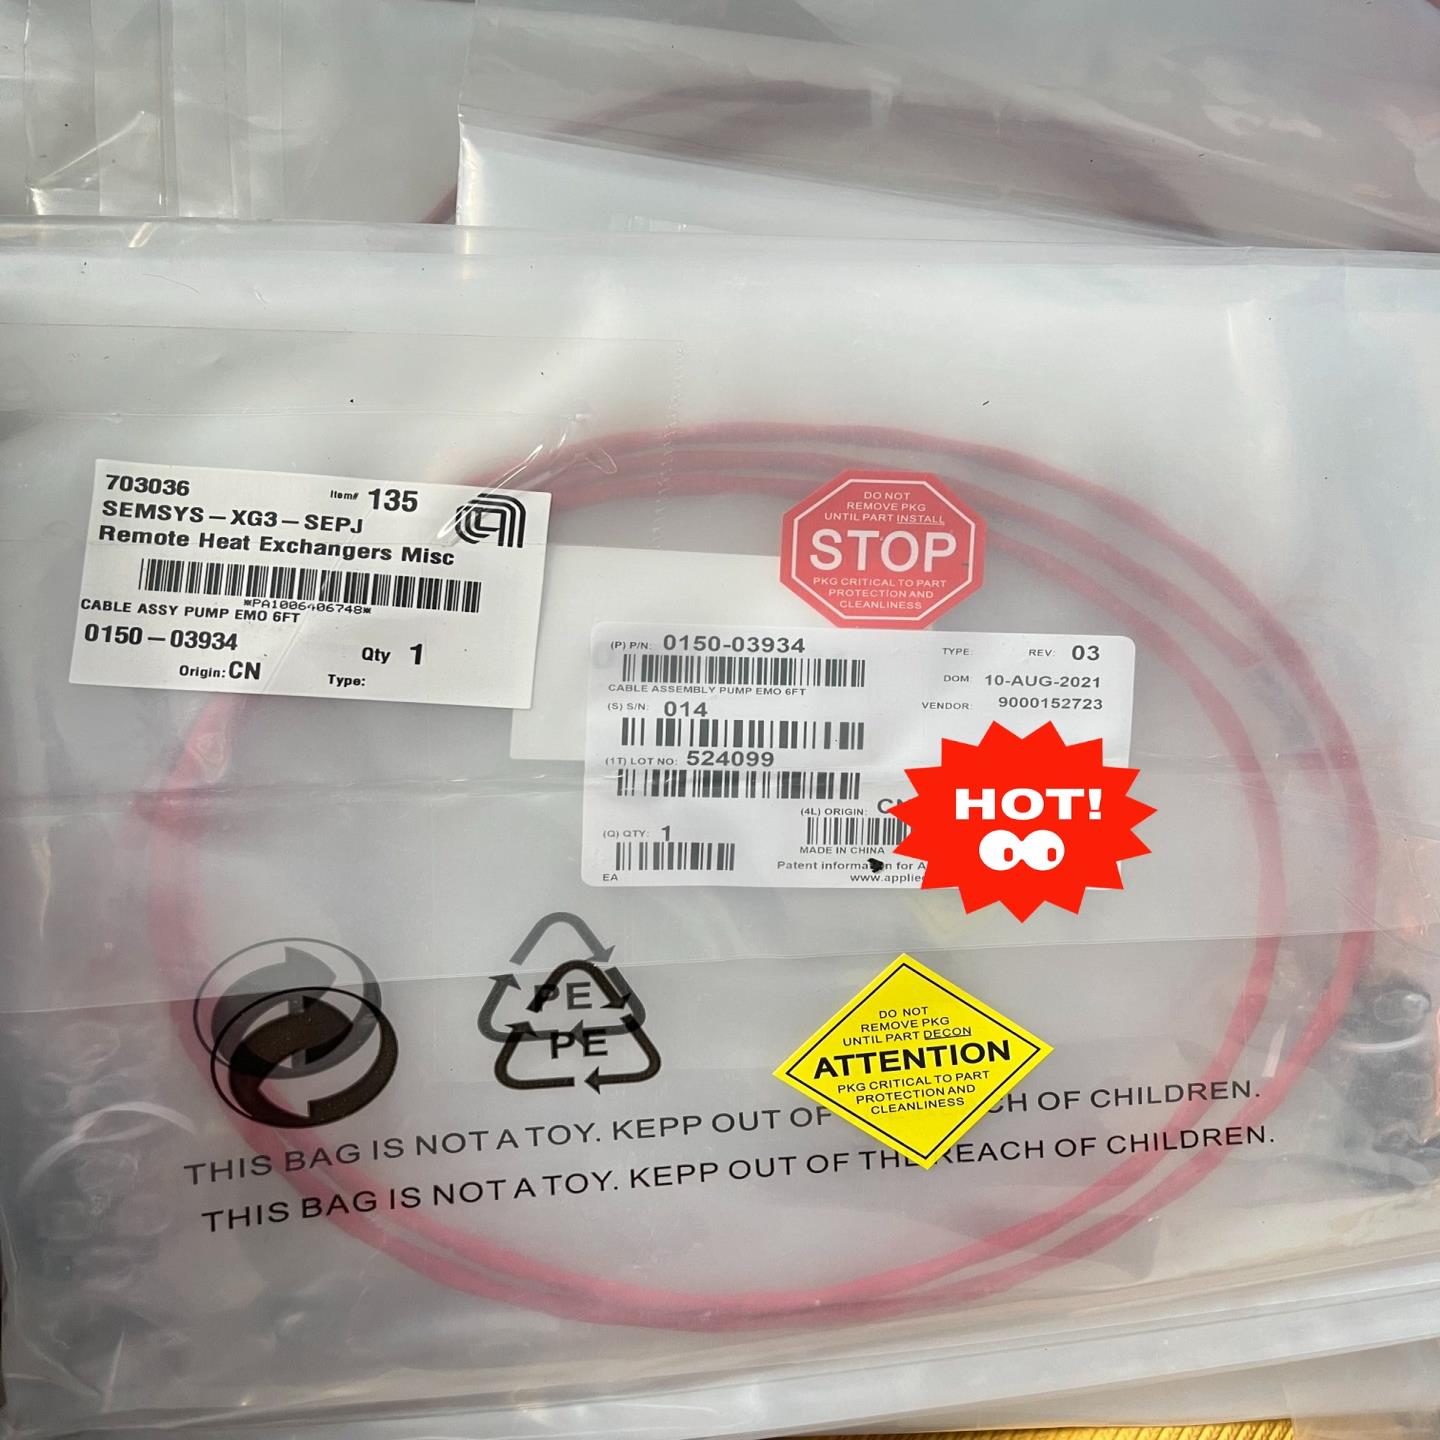 703036
Item# 135
SEMSYS-XG3-SEPJ
Remote Heat Exchangers Misc
*PA1006406748*
CABLE ASSY PUMP EMO 6FT
0150-03934
Qty 1
Origin: CN
Type:
DO NOT
REMOVE PKG
UNTIL PART INSTALL
STOP
PKG CRITICAL TO PART
PROTECTION AND
CLEANLINESS
(P) P/N: 0150-03934
CABLE ASSEMBLY PUMP EMO 6FT
(S) S/N: 014
(1T) LOT NO: 524099
(Q) QTY: 1
EA
TYPE:
REV: 03
DOM: 10-AUG-2021
VENDOR: 9000152723
(4L) ORIGIN:
MADE IN CHINA
Patent for
www.
HOT!
PE
PE
DO NOT
REMOVE PKG
UNTIL PART DECON
ATTENTION
PKG CRITICAL TO PART
PROTECTION AND
CLEANLINESS
THIS BAG IS NOT A TOY. KEPP OUT OF OF CHILDREN.
THIS BAG IS NOT A TOY. KEPP OUT OF THE REACH OF CHILDREN.